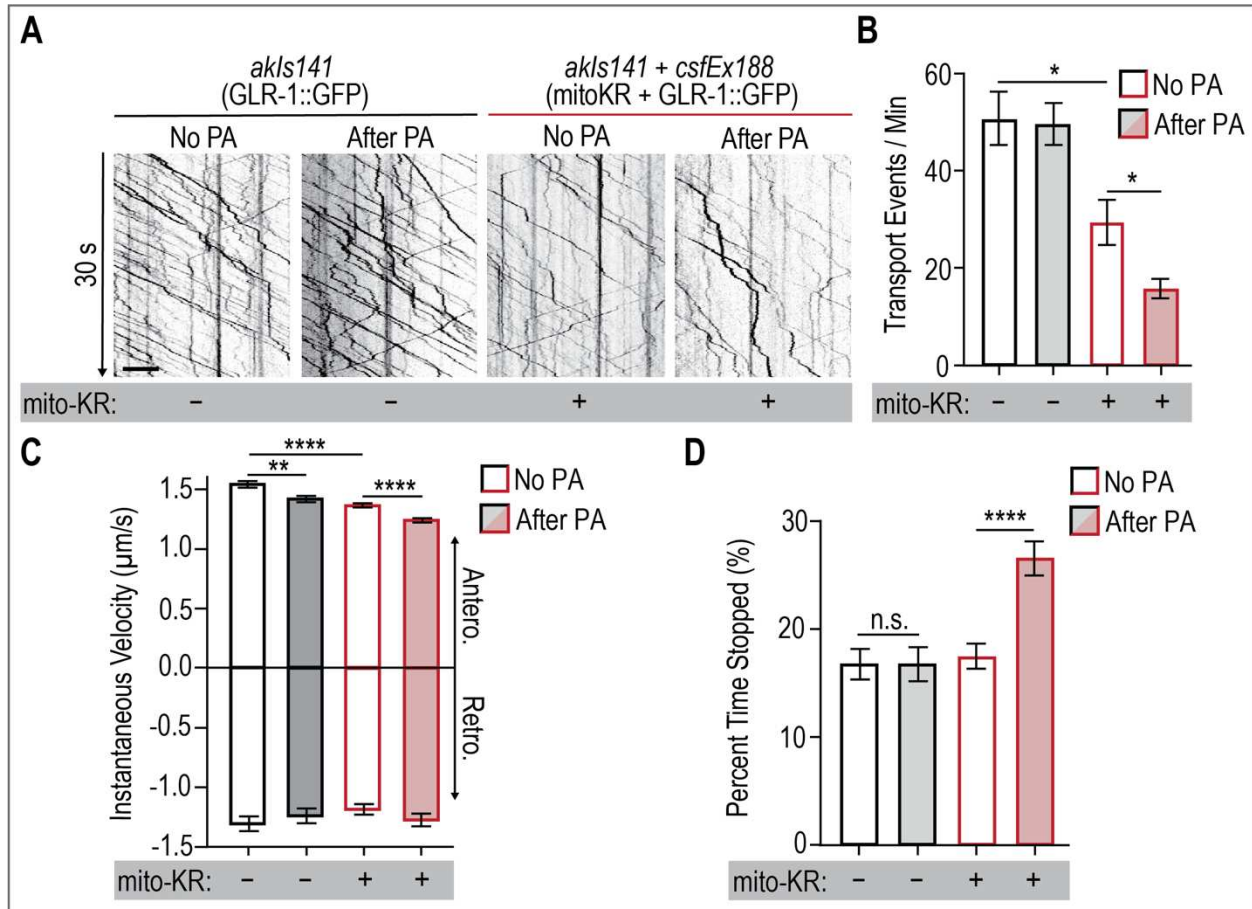 A
akIs141
(GLR-1::GFP)
akIs141 + csfEx188
(mitoKR + GLR-1::GFP)
No PA
After PA
No PA
After PA
30 s
mito-KR:
–
–
+
+
B
Transport Events / Min
60
40
20
0
*
*
No PA
After PA
mito-KR:
–
–
+
+
C
Instantaneous Velocity (μm/s)
1.5
1.0
1.5
0.0
-0.5
-1.0
-1.5
****
**
****
No PA
After PA
Antero.
Retro.
mito-KR:
–
–
+
+
D
Percent Time Stopped (%)
30
20
10
0
n.s.
****
No PA
After PA
mito-KR:
–
–
+
+